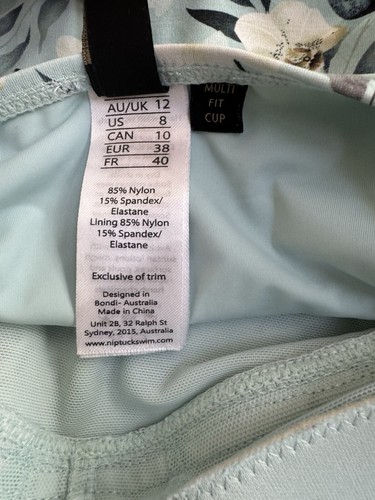 AU/UK 12
US 8
CAN 10
EUR 38
FR 40
85% Nylon
15% Spandex/
Elastane
Lining 85% Nylon
15% Spandex/
Elastane
Exclusive of trim
Designed in
Bondi- Australia
Made in China
Unit 2B, 32 Ralph St
Sydney, 2015, Australia
www.niptuckswim.com
MULTI
FIT
CUP